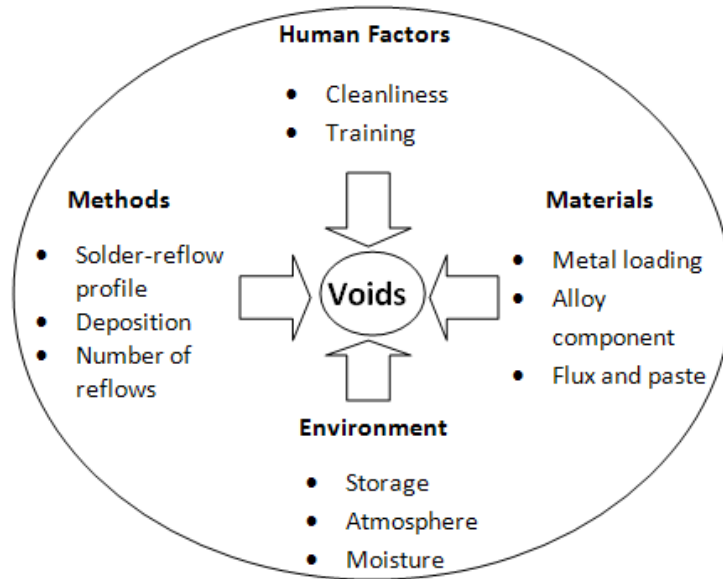 Human Factors
• Cleanliness
• Training
Methods
• Solder-reflow
profile
• Deposition
• Number of
reflows
Voids
Materials
• Metal loading
• Alloy
component
• Flux and paste
Environment
• Storage
• Atmosphere
• Moisture